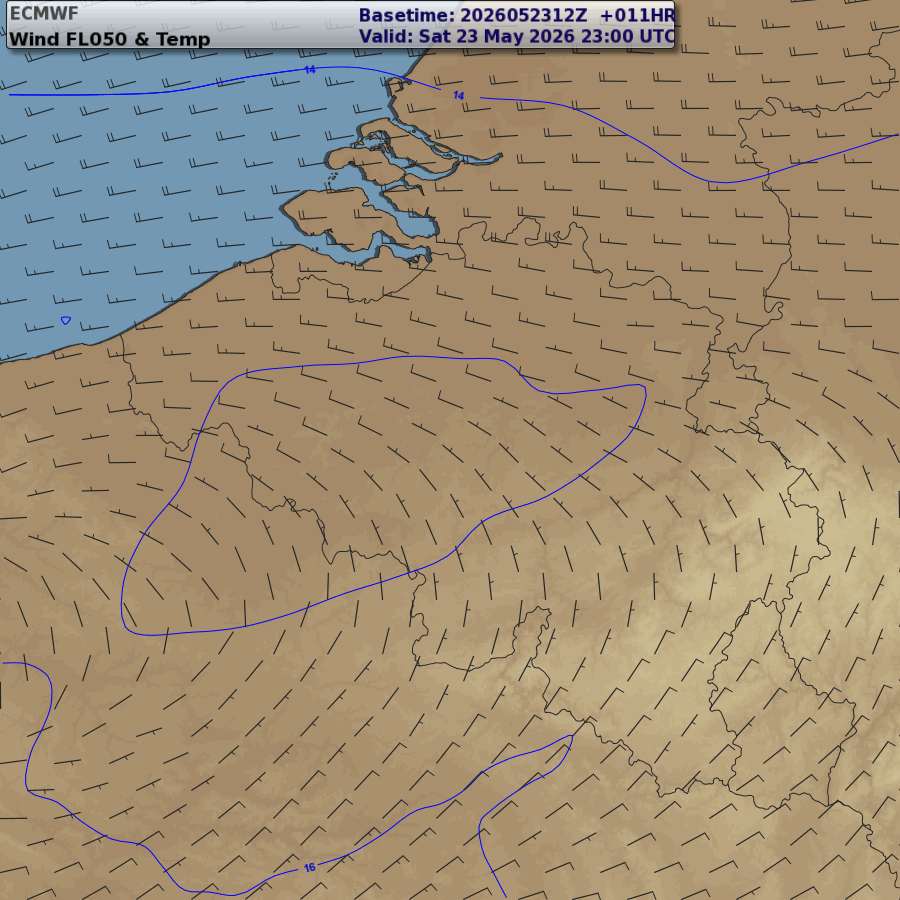 ECMWF
Basetime: 2026052312Z +011HR
Wind FL050 & Temp
Valid: Sat 23 May 2026 23:00 UTC
14
14
16